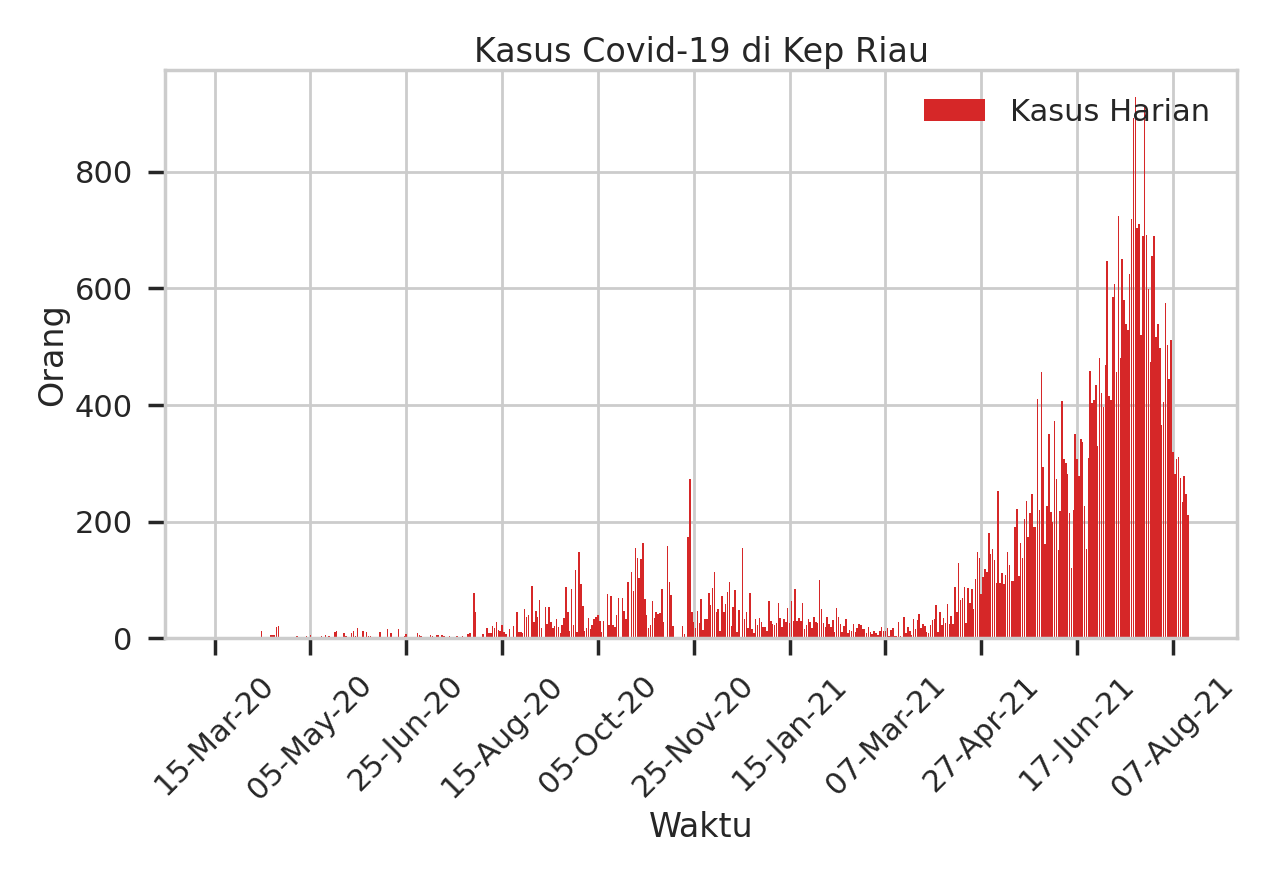 Kasus Covid-19 di Kep Riau
Kasus Harian
Orang
800
600
400
200
0
15-Mar-20
05-May-20
25-Jun-20
15-Aug-20
05-Oct-20
25-Nov-20
15-Jan-21
07-Mar-21
27-Apr-21
17-Jun-21
07-Aug-21
Waktu